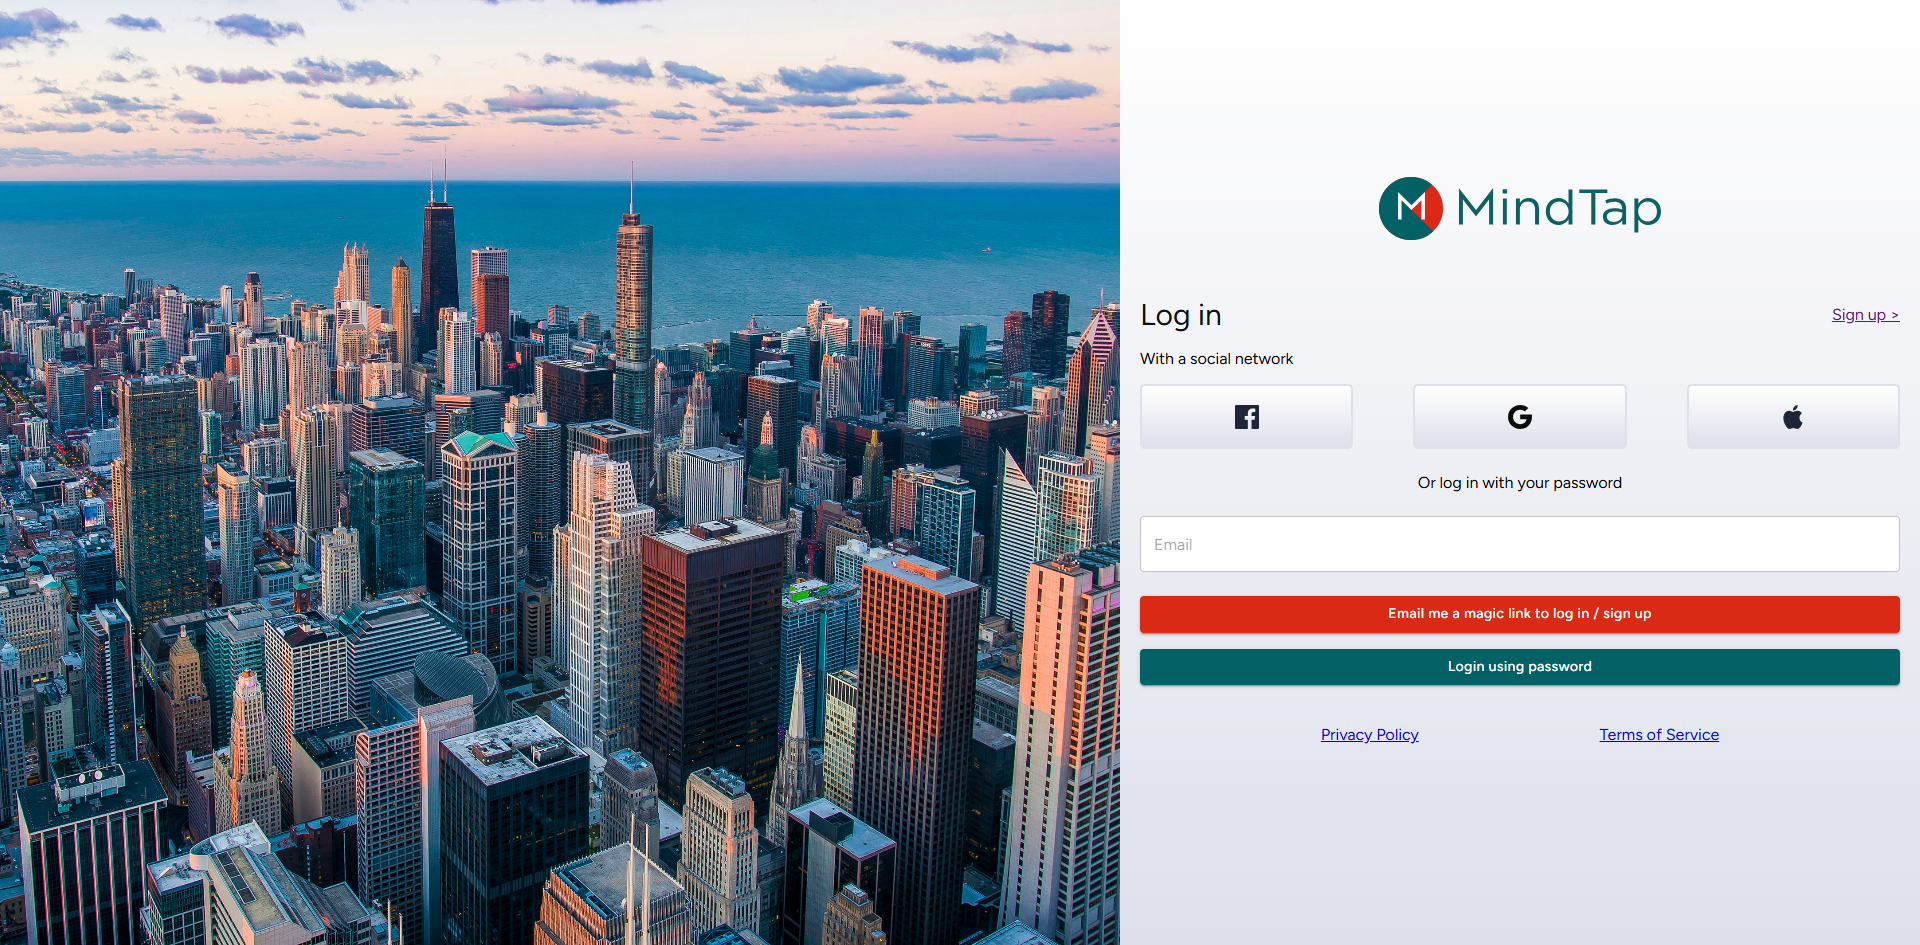 MindTap
Log in
Sign up >
With a social network
Or log in with your password
Email
Email me a magic link to log in / sign up
Login using password
Privacy Policy
Terms of Service